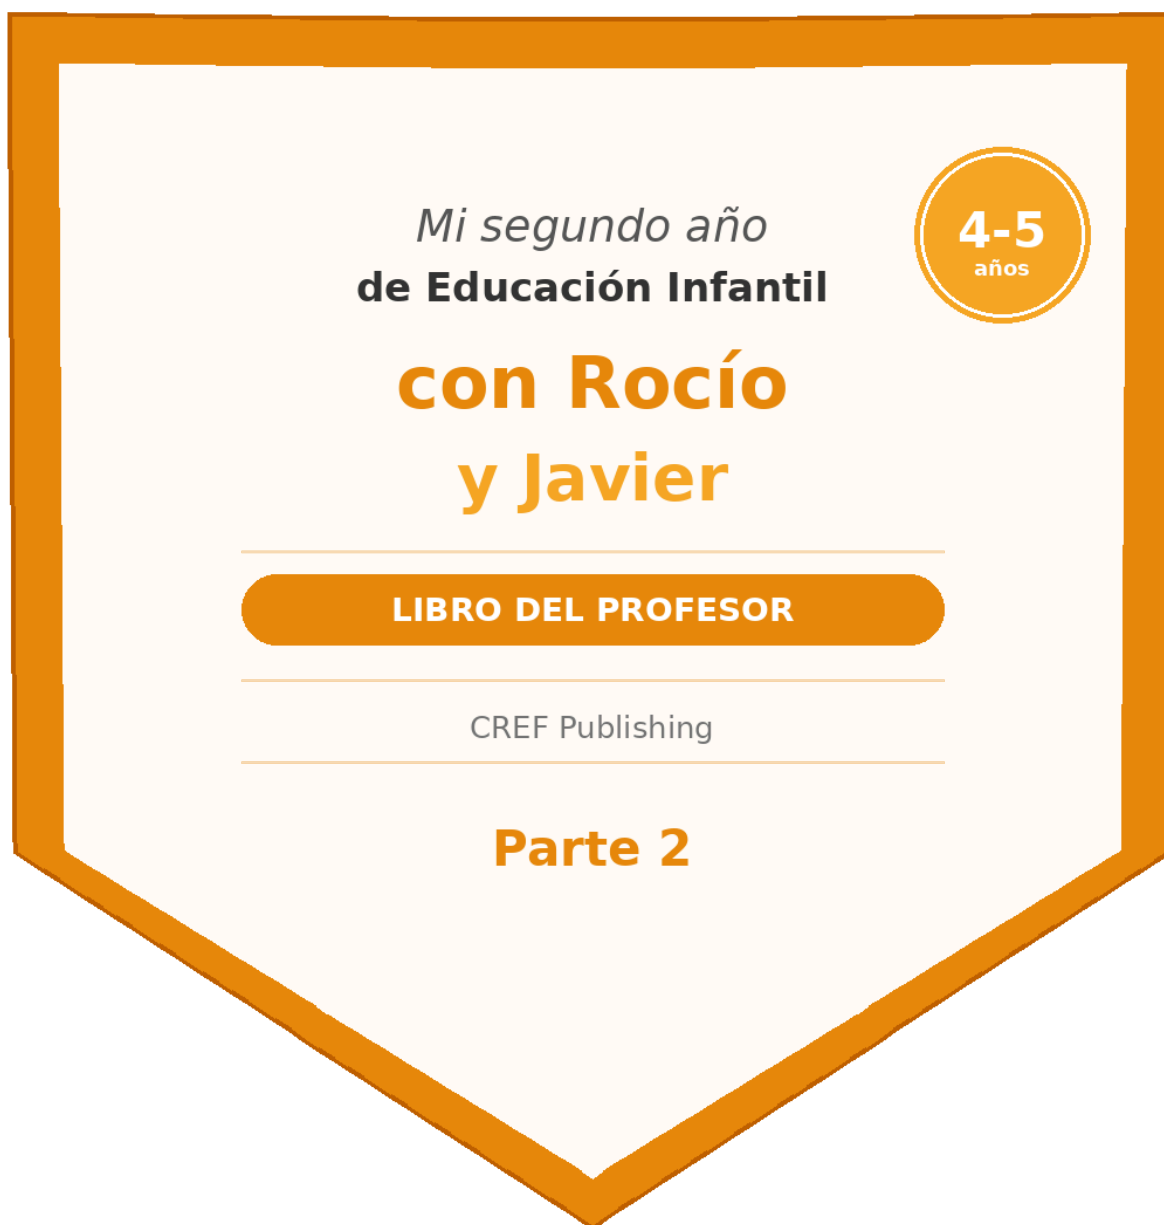 Mi segundo año
4-5
años
de Educación Infantil
con Rocío
y Javier
LIBRO DEL PROFESOR
CREF Publishing
Parte 2